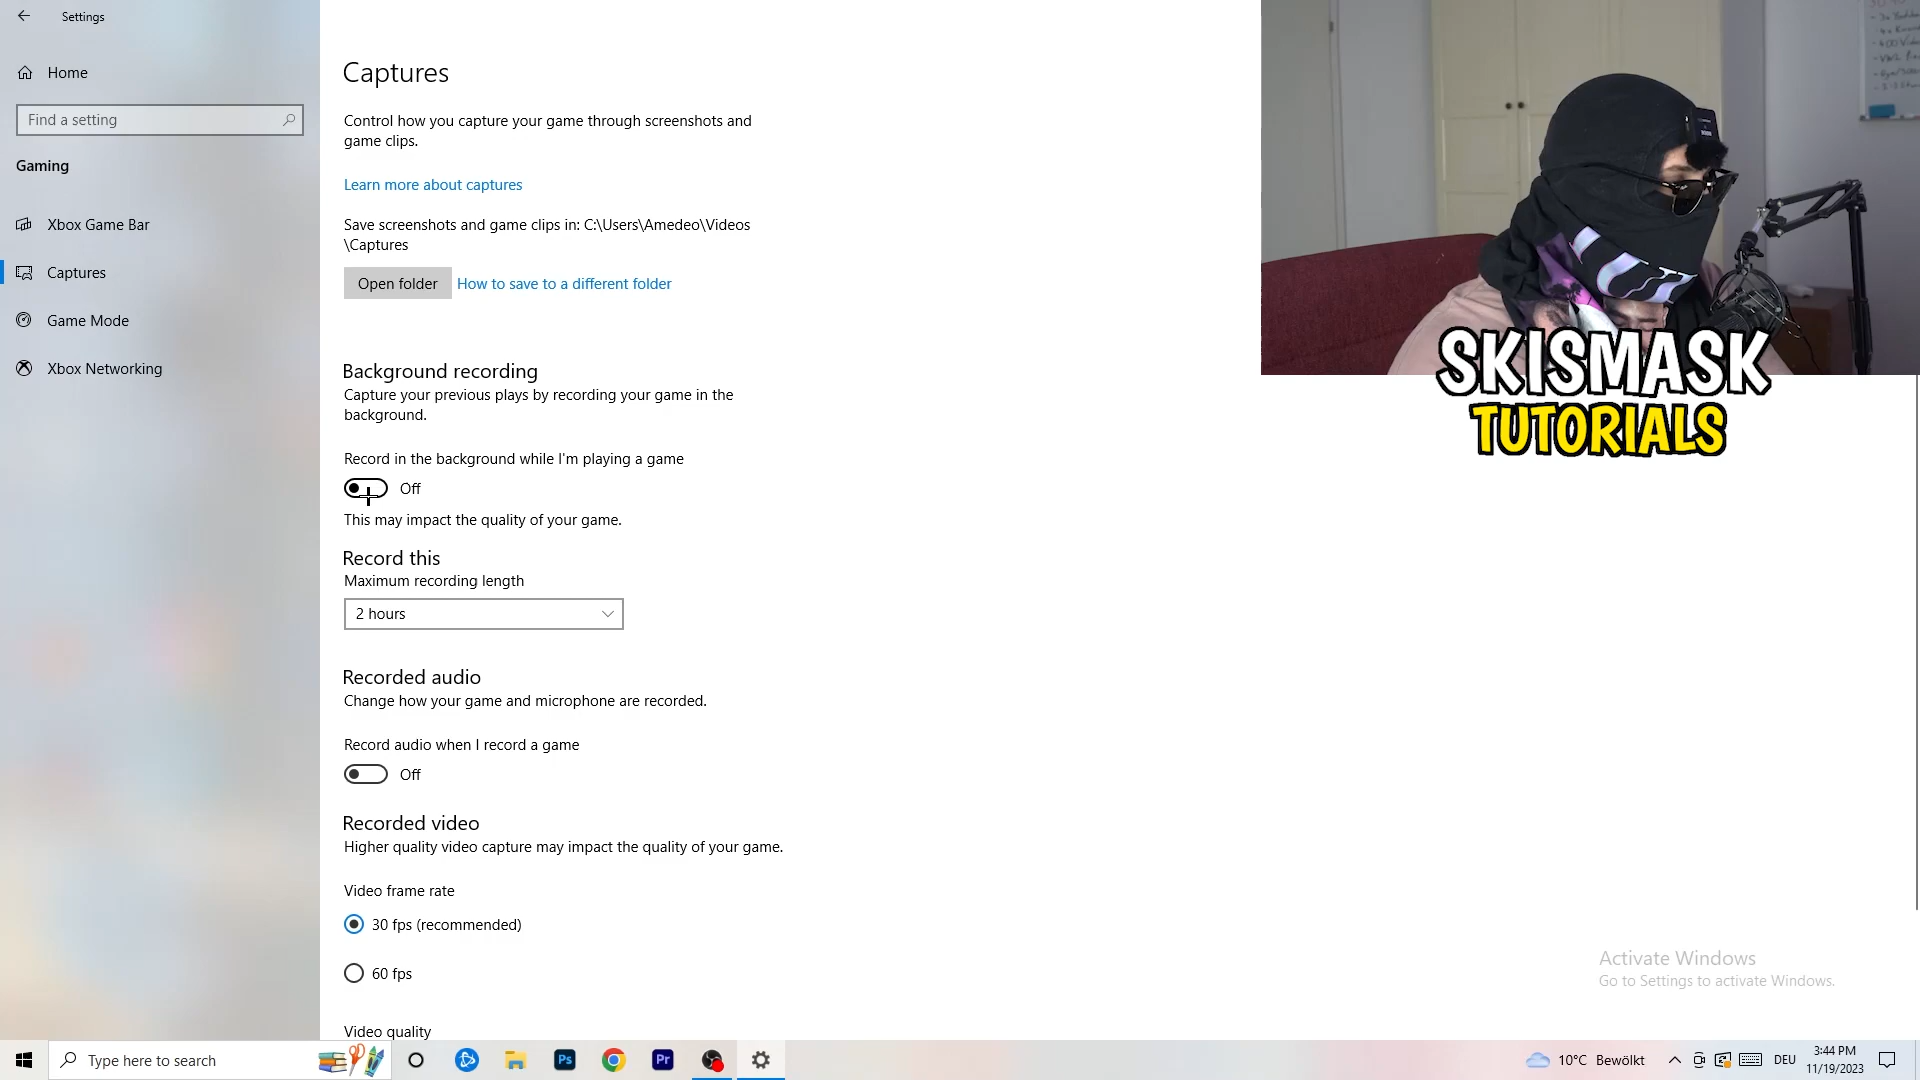 Settings
Home
Find a setting
Gaming
Xbox Game Bar
Captures
Game Mode
Xbox Networking
Captures
Control how you capture your game through screenshots and
game clips.
Learn more about captures
Save screenshots and game clips in: C:\Users\Amedeo\Videos
\Captures
Open folder
How to save to a different folder
Background recording
Capture your previous plays by recording your game in the
background.
Record in the background while I'm playing a game
Off
This may impact the quality of your game.
Record this
Maximum recording length
2 hours
Recorded audio
Change how your game and microphone are recorded.
Record audio when I record a game
Off
Recorded video
Higher quality video capture may impact the quality of your game.
Video frame rate
30 fps (recommended)
60 fps
Video quality
SKISMASK
TUTORIALS
Activate Windows
Go to Settings to activate Windows.
Type here to search
Ps
Pr
10°C Bewölkt
DEU
3:44 PM
11/19/2023